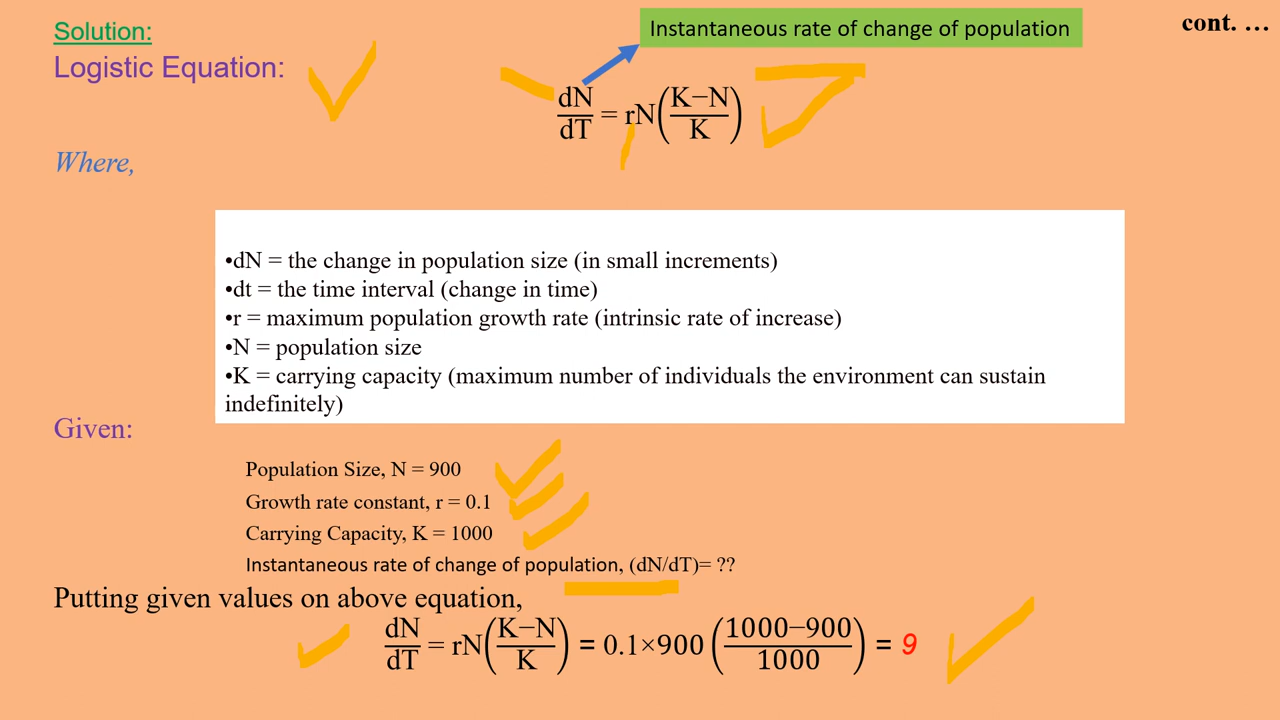 cont. …
Solution:
Instantaneous rate of change of population
Logistic Equation:
dN/dT = rN((K−N)/K)
Where,
•dN = the change in population size (in small increments)
•dt = the time interval (change in time)
•r = maximum population growth rate (intrinsic rate of increase)
•N = population size
•K = carrying capacity (maximum number of individuals the environment can sustain
indefinitely)
Given:
Population Size, N = 900
Growth rate constant, r = 0.1
Carrying Capacity, K = 1000
Instantaneous rate of change of population, (dN/dT)= ??
Putting given values on above equation,
dN/dT = rN((K−N)/K) = 0.1×900 ((1000−900)/1000) = 9